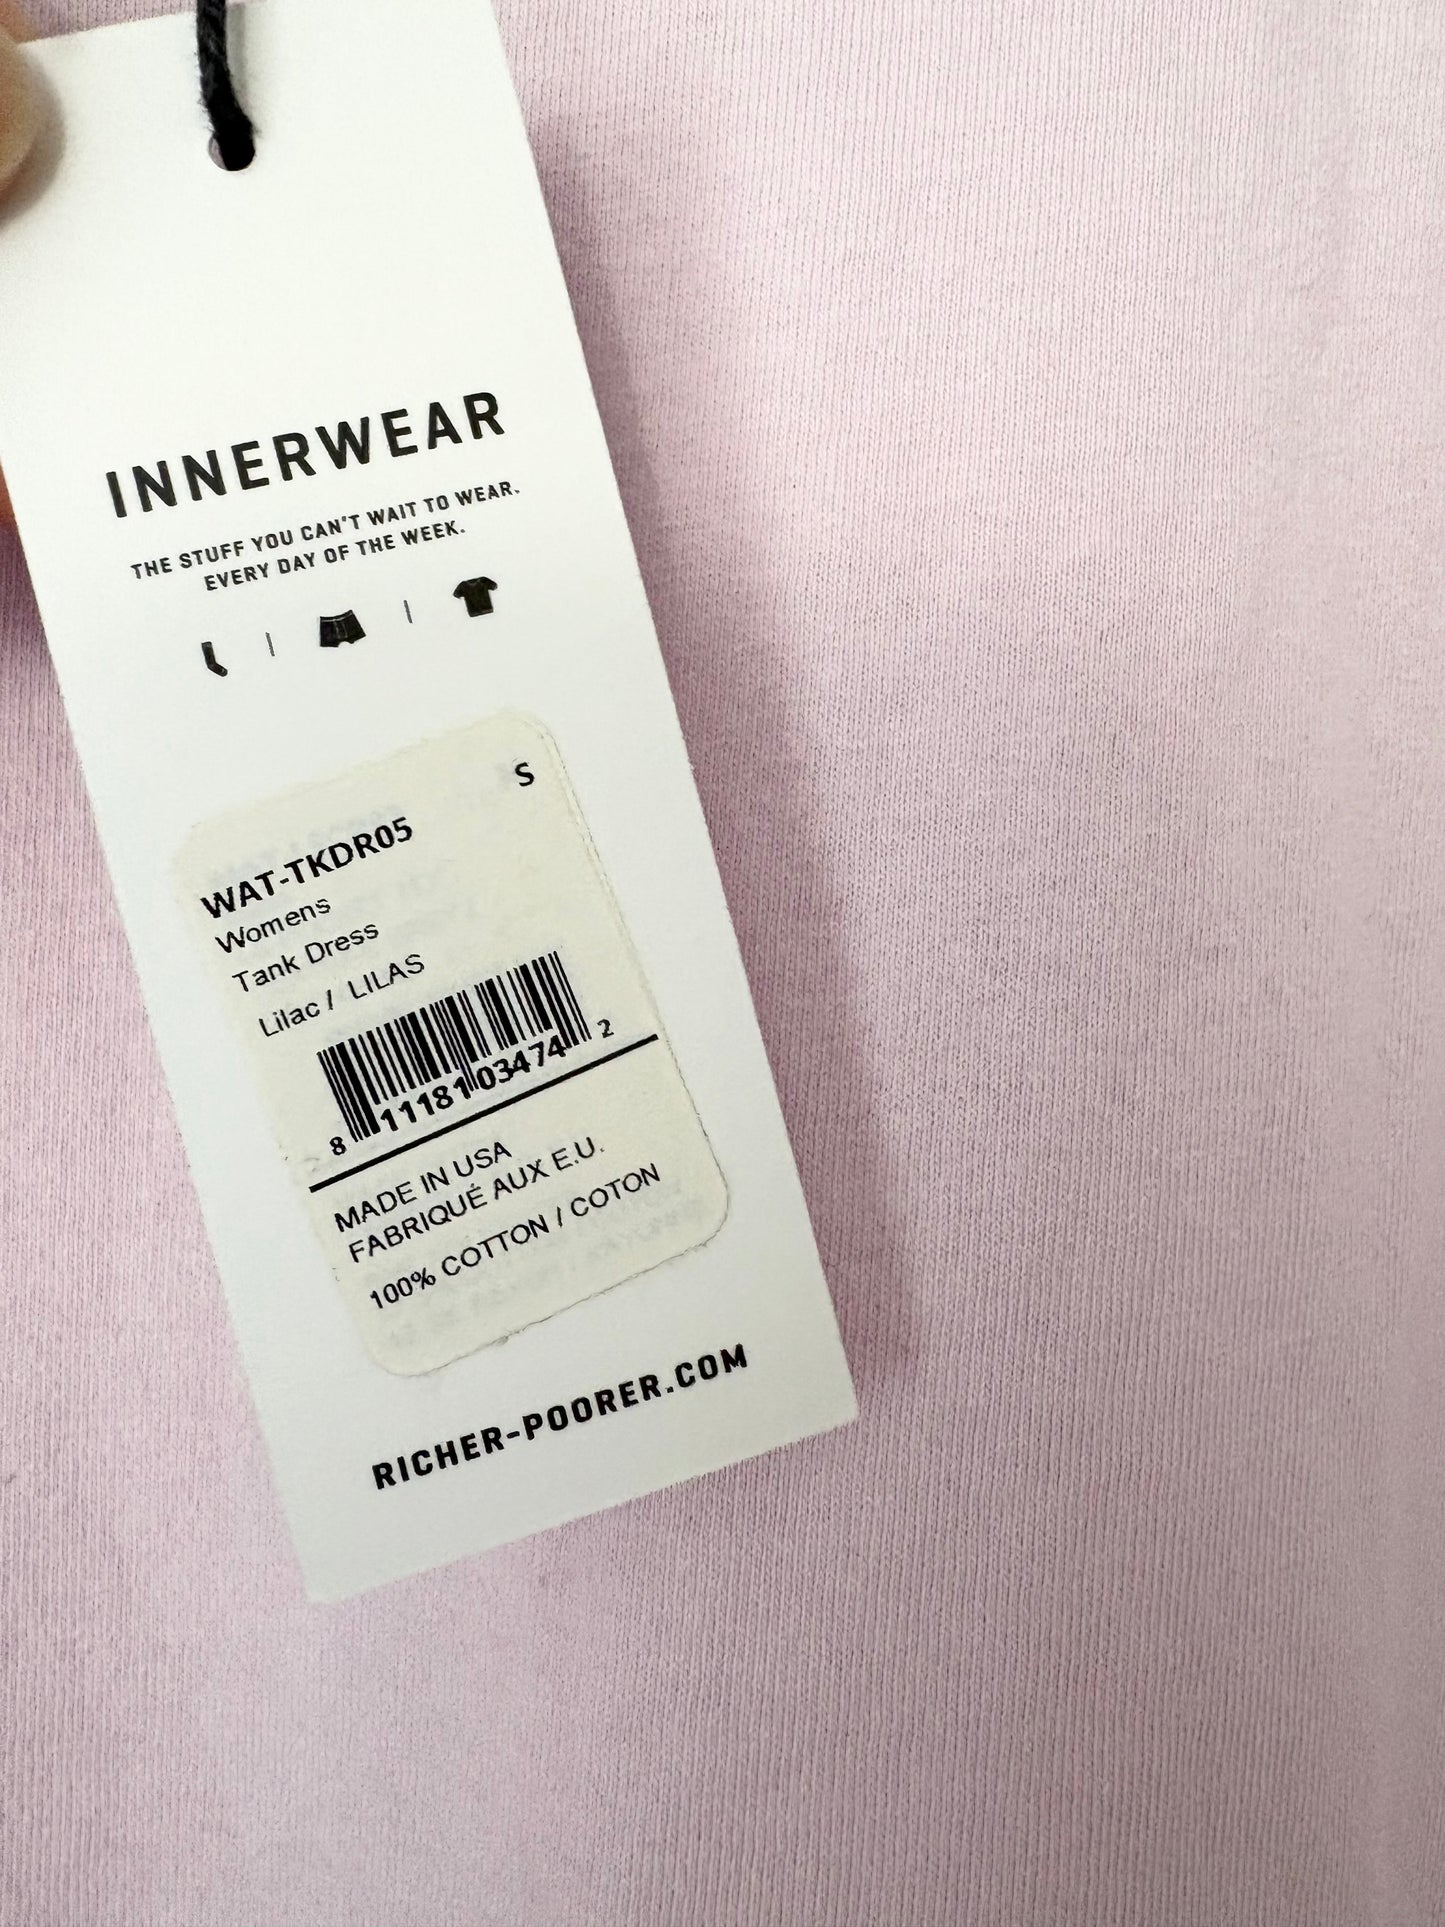 INNERWEAR
THE STUFF YOU CAN'T WAIT TO WEAR.
EVERY DAY OF THE WEEK.
S
WAT-TKDR05
Womens
Tank Dress
Lilac / LILAS
8 11181 03474 2
MADE IN USA
FABRIQUÉ AUX E.U.
100% COTTON / COTON
RICHER-POORER.COM